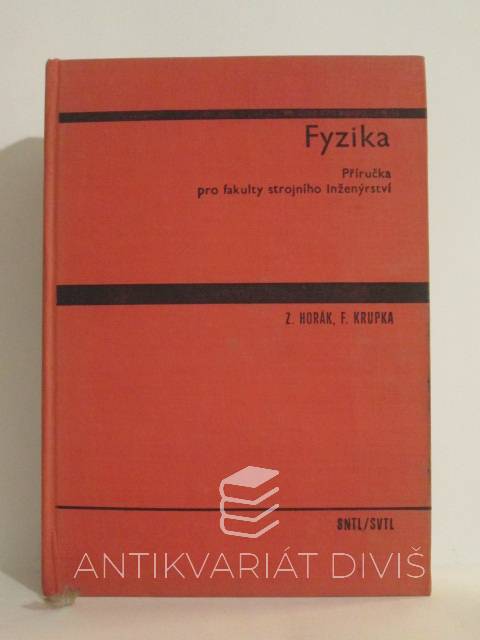 Fyzika
Příručka
pro fakulty strojního inženýrství
Z. HORÁK, F. KRUPKA
SNTL/SVTL
ANTIKVARIÁT DIVIŠ